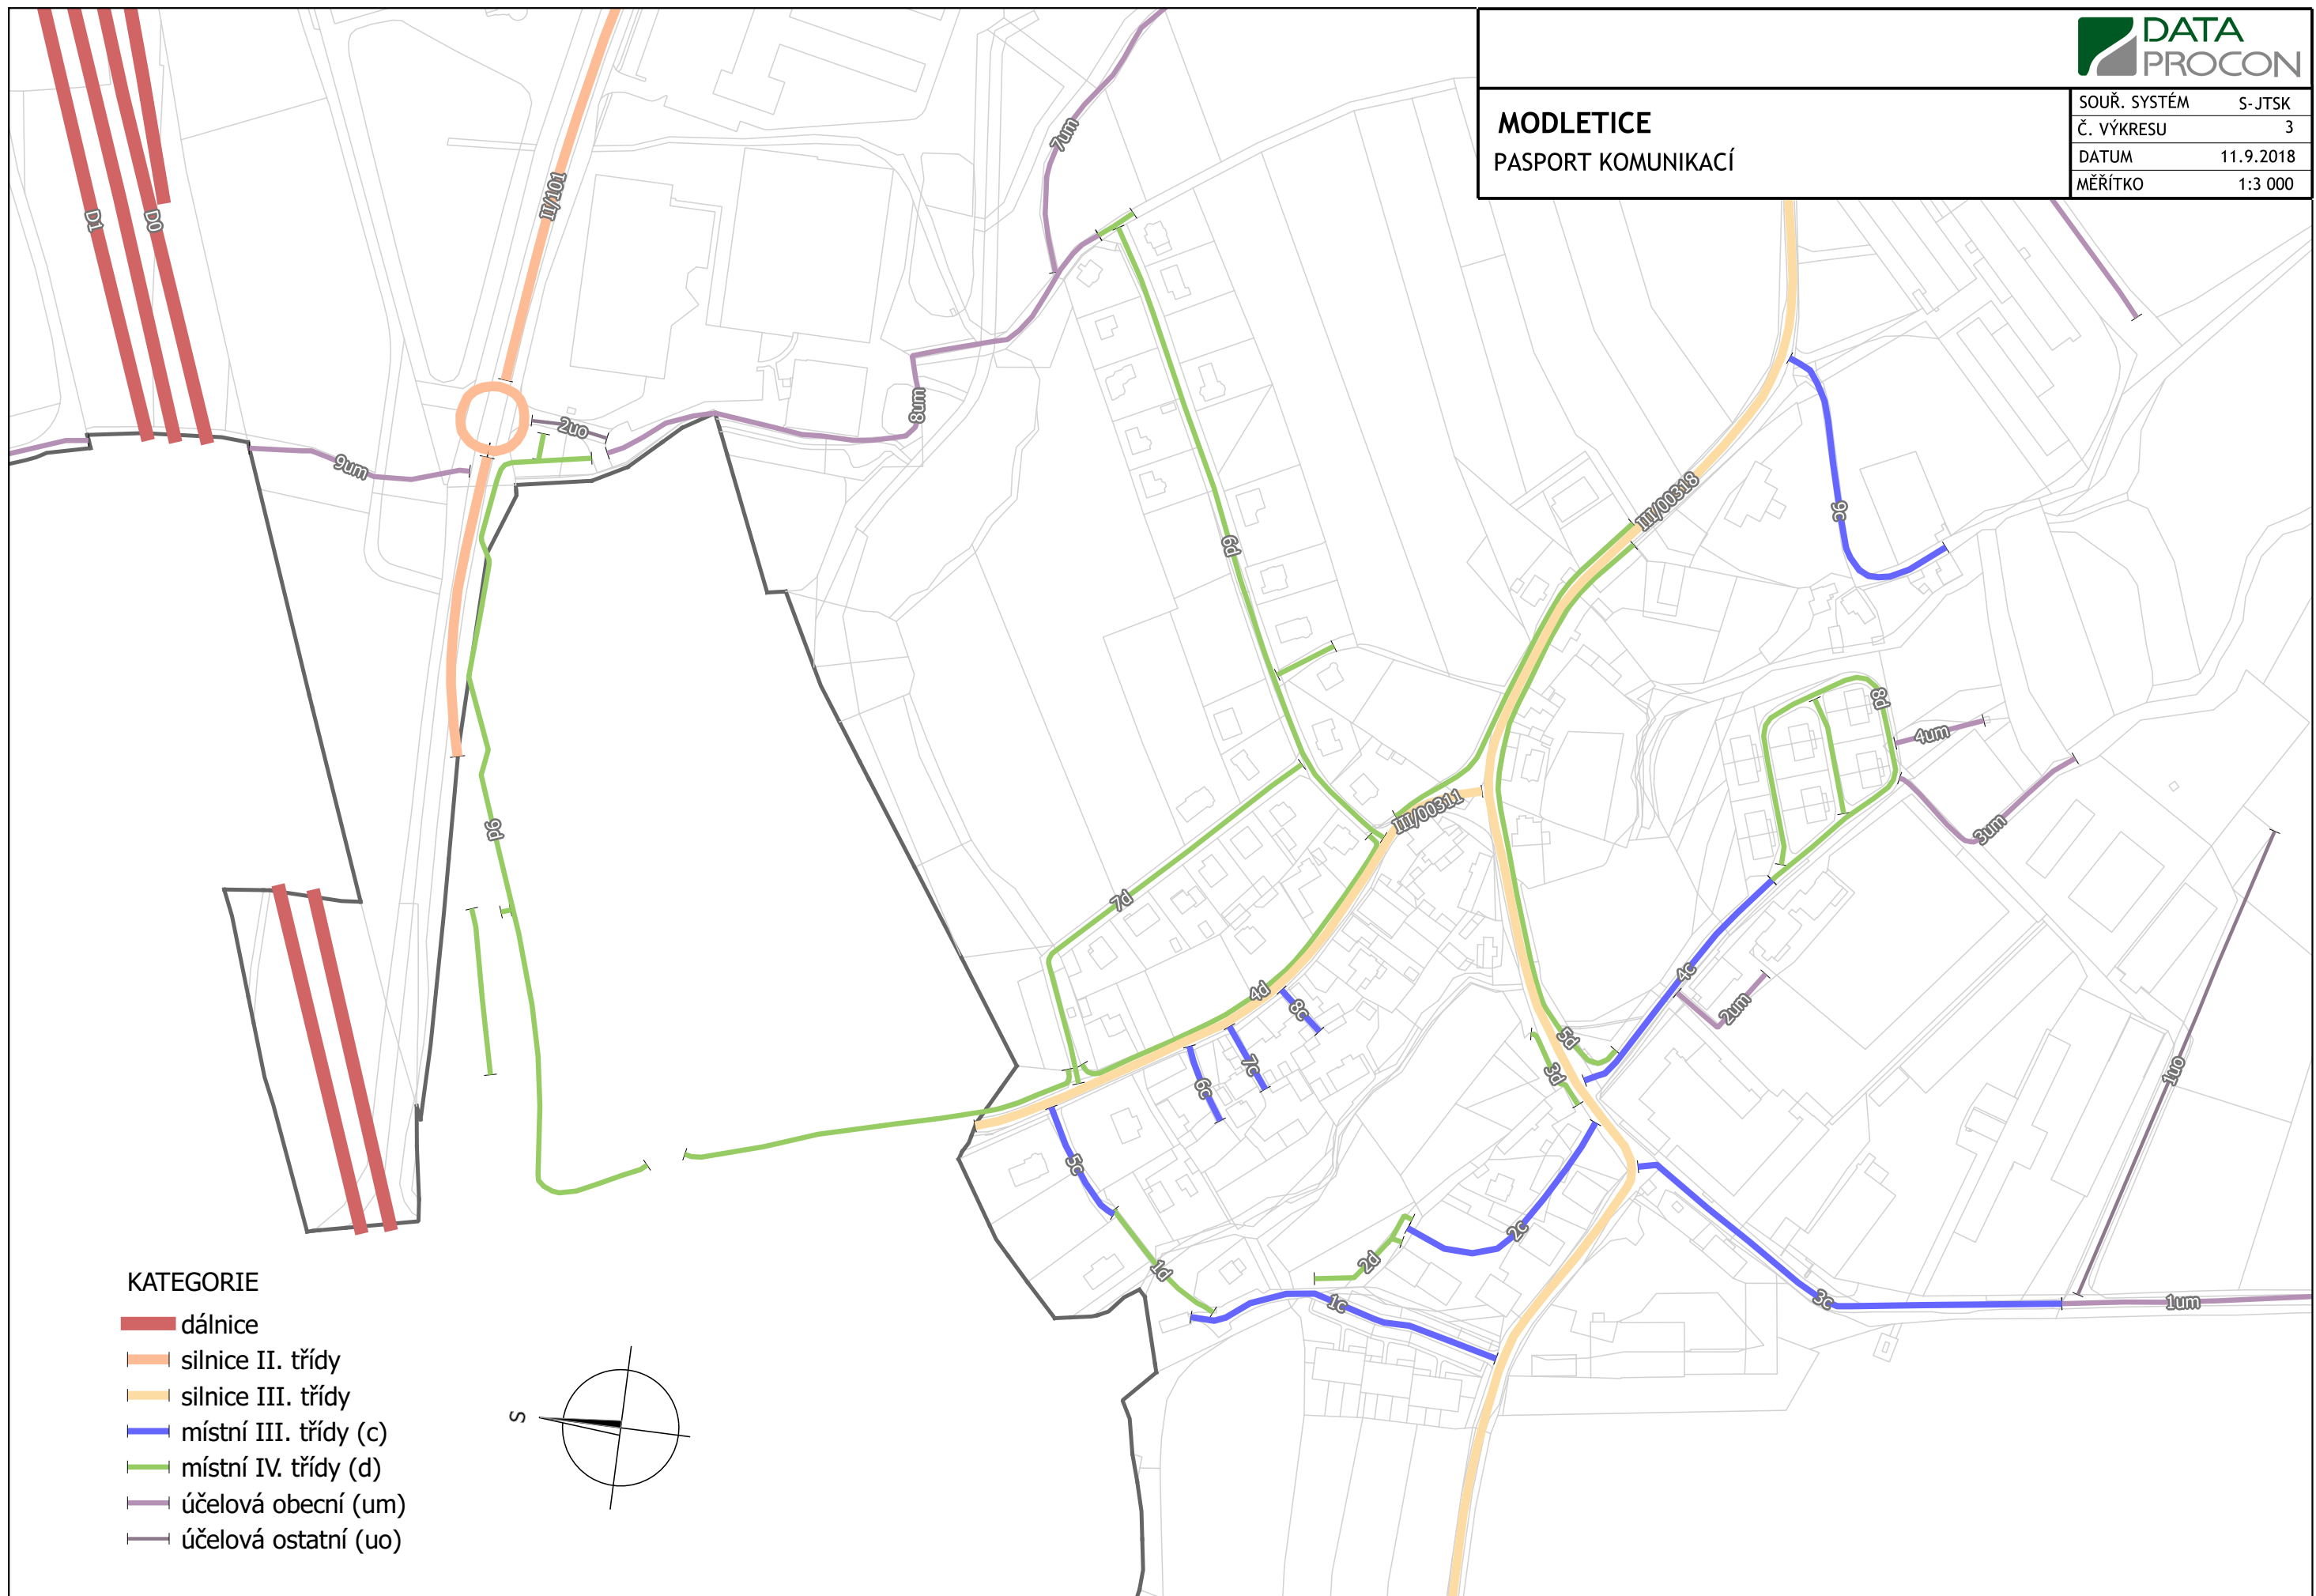 DATA
PROCON
MODLETICE
PASPORT KOMUNIKACÍ
SOUŘ. SYSTÉM S-JTSK
Č. VÝKRESU 3
DATUM 11.9.2018
MĚŘÍTKO 1:3 000
D1
D0
II/101
7um
2uo
8um
9um
6d
III/00318
9c
8d
4um
3um
III/00311
9d
7d
4d
8c
4c
2um
5d
3d
7c
6c
1uo
5c
2c
2d
1d
1c
3c
1um
KATEGORIE
dálnice
silnice II. třídy
silnice III. třídy
místní III. třídy (c)
místní IV. třídy (d)
účelová obecní (um)
účelová ostatní (uo)
S